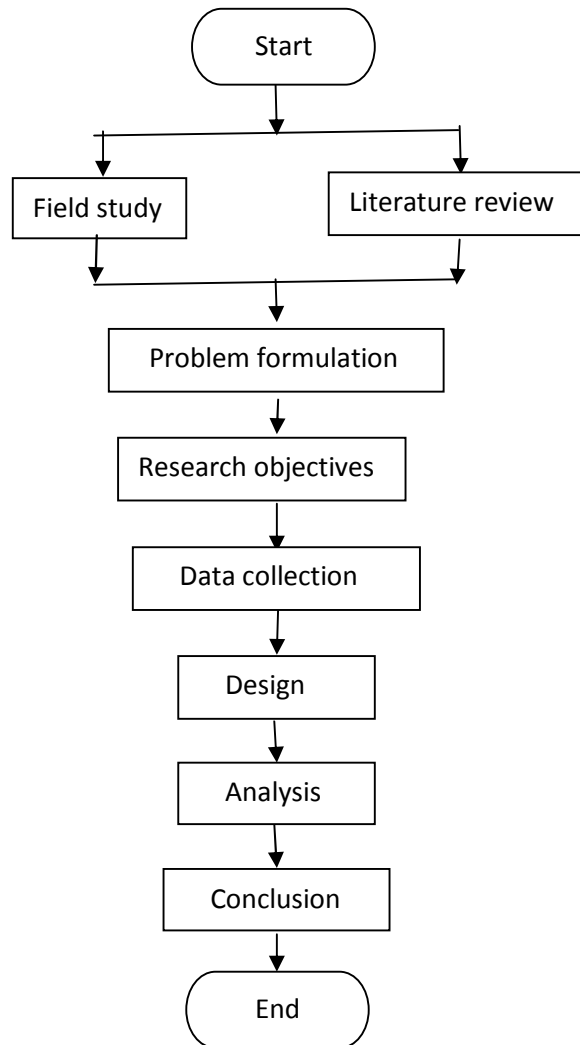 Start
Field study
Literature review
Problem formulation
Research objectives
Data collection
Design
Analysis
Conclusion
End